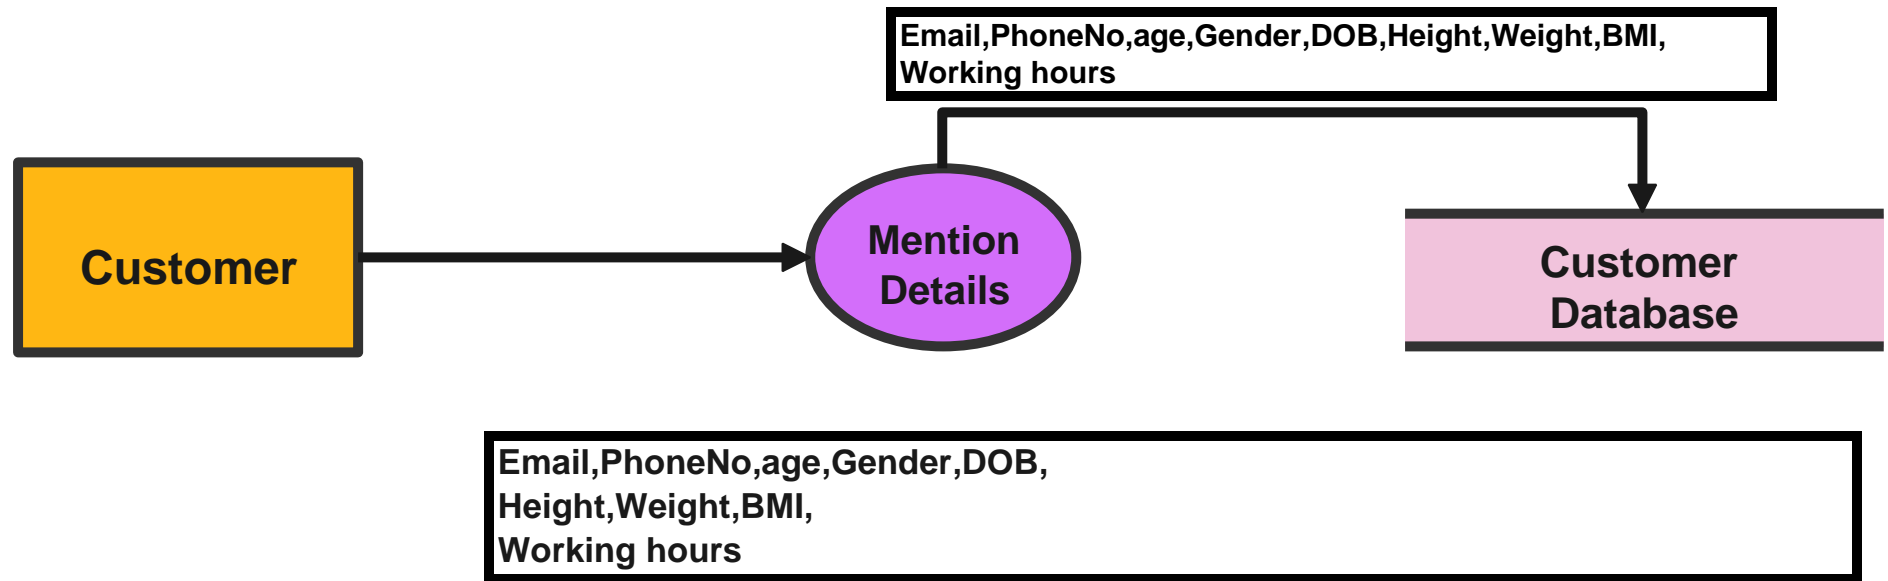 Email,PhoneNo,age,Gender,DOB,Height,Weight,BMI,
Working hours
Customer
Mention
Details
Customer
Database
Email,PhoneNo,age,Gender,DOB,
Height,Weight,BMI,
Working hours